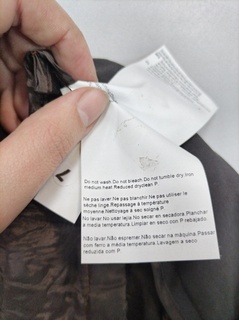 Do not wash.Do not bleach.Do not tumble dry.Iron
medium heat.Reduced dryclean P.
Ne pas laver.Ne pas blanchir.Ne pas utiliser le
sèche linge.Repassage à température
moyenne.Nettoyage à sec soigná P.
No lavar.No usar lejía.No secar en secadora.Planchar
a média temperatura.Limpiar en seco con P rebajado.
Não lavar.Não espremer.Não secar na máquina.Passar
com ferro a média temperatura.Lavagem a seco
reduzida com P.